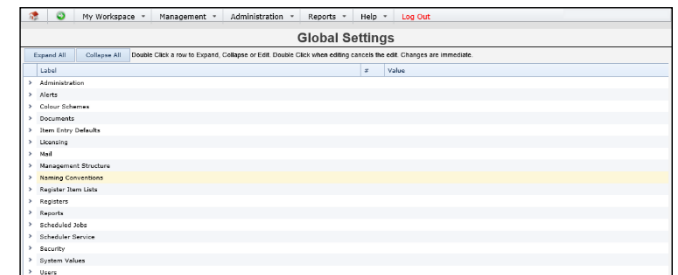 My Workspace Management Administration Reports Help Log Out
Global Settings
Expand All Collapse All Double Click a row to Expand, Collapse or Edit. Double Click when editing cancels the edit. Changes are immediate.
Label # Value
Administration
Alerts
Colour Schemes
Documents
Item Entry Defaults
Licensing
Mail
Management Structure
Naming Conventions
Register Item Lists
Registers
Reports
Scheduled Jobs
Scheduler Service
Security
System Values
Users